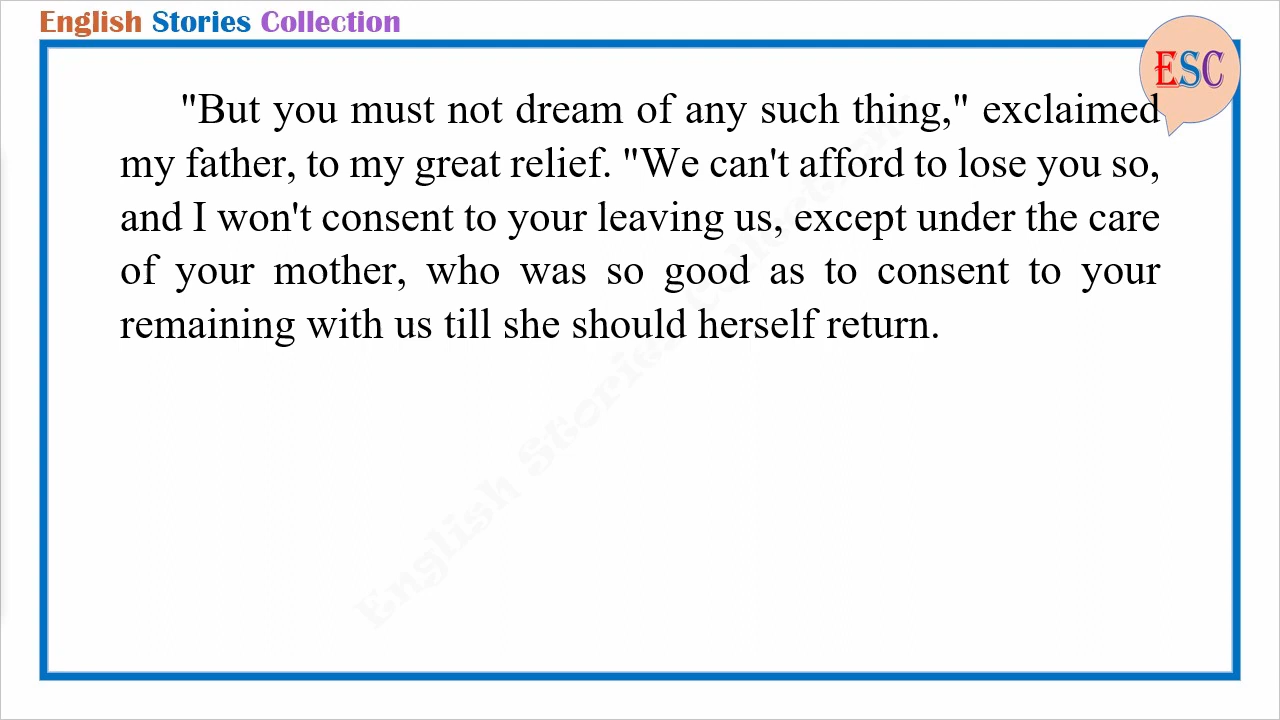 English Stories Collection
ESC
"But you must not dream of any such thing," exclaimed
my father, to my great relief. "We can't afford to lose you so,
and I won't consent to your leaving us, except under the care
of your mother, who was so good as to consent to your
remaining with us till she should herself return.
English Stories Collection